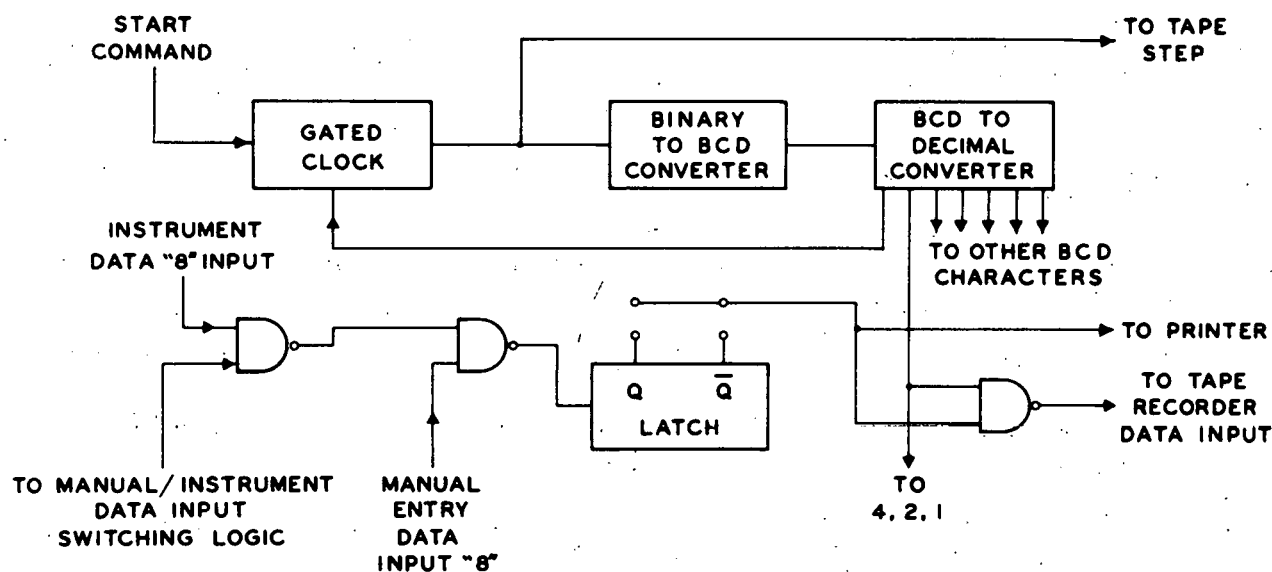 START
COMMAND
TO TAPE
STEP
GATED
CLOCK
BINARY
TO BCD
CONVERTER
BCD TO
DECIMAL
CONVERTER
INSTRUMENT
DATA "8" INPUT
TO OTHER BCD
CHARACTERS
TO PRINTER
Q
Q̅
LATCH
TO TAPE
RECORDER
DATA INPUT
TO MANUAL/INSTRUMENT
DATA INPUT
SWITCHING LOGIC
MANUAL
ENTRY
DATA
INPUT "8"
TO
4, 2, 1